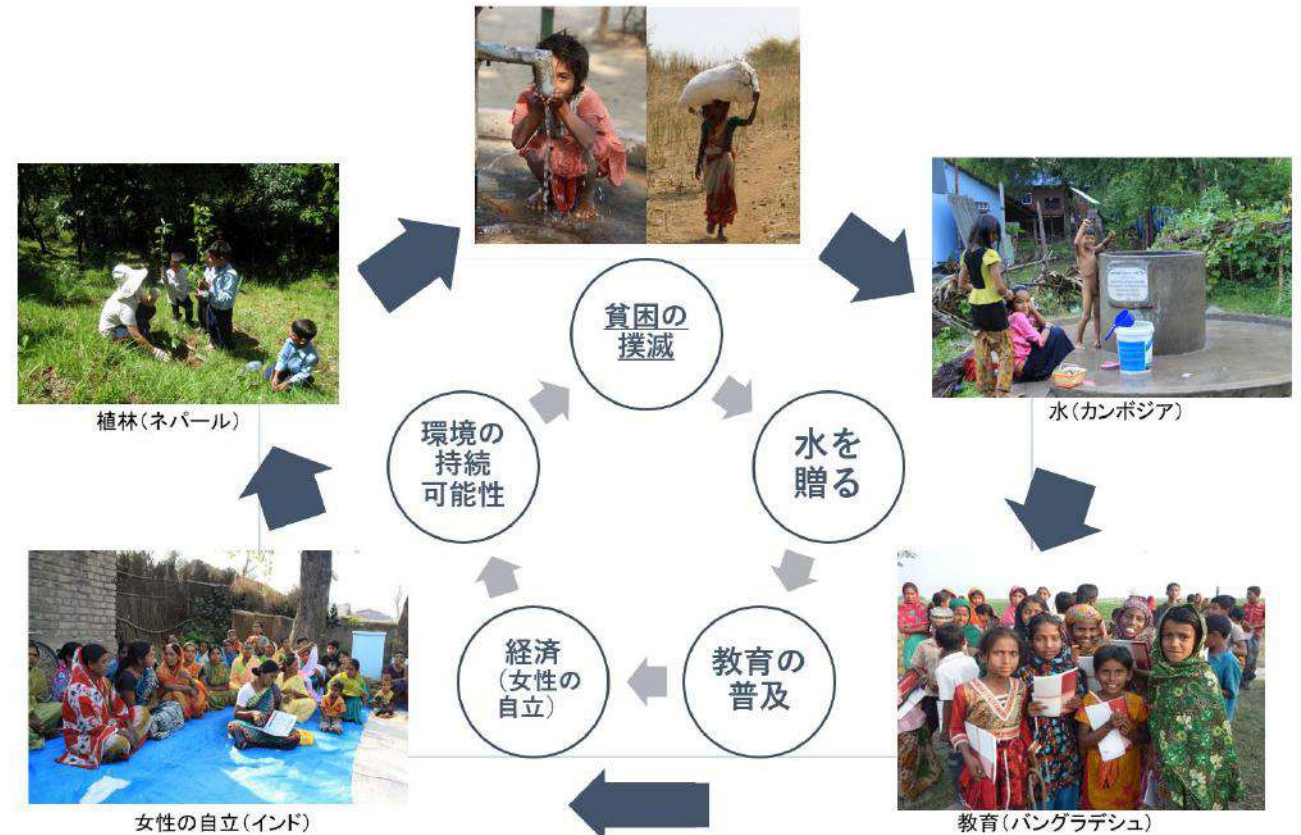 貧困の
撲滅
水を
贈る
教育の
普及
経済
（女性の
自立）
環境の
持続
可能性
水（カンボジア）
教育（バングラデシュ）
女性の自立（インド）
植林（ネパール）